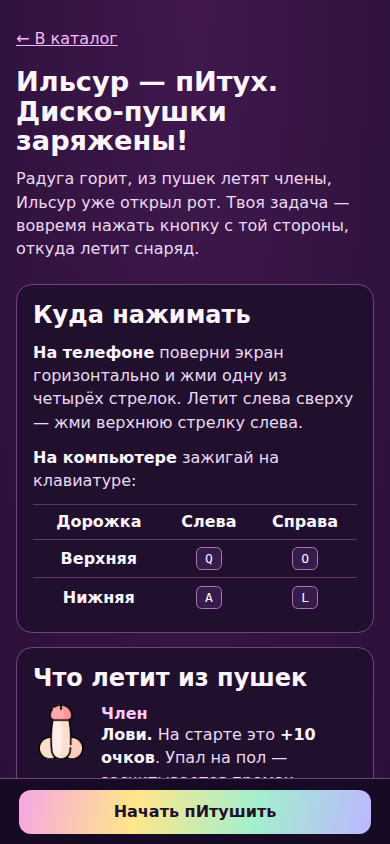 ← В каталог
Ильсур — пИтух.
Диско-пушки
заряжены!
Радуга горит, из пушек летят члены,
Ильсур уже открыл рот. Твоя задача —
вовремя нажать кнопку с той стороны,
откуда летит снаряд.
Куда нажимать
На телефоне поверни экран
горизонтально и жми одну из
четырёх стрелок. Летит слева сверху
— жми верхнюю стрелку слева.
На компьютере зажигай на
клавиатуре:
Дорожка Слева Справа
Верхняя Q O
Нижняя A L
Что летит из пушек
Член
Лови. На старте это +10
очков. Упал на пол —
Начать пИтушить